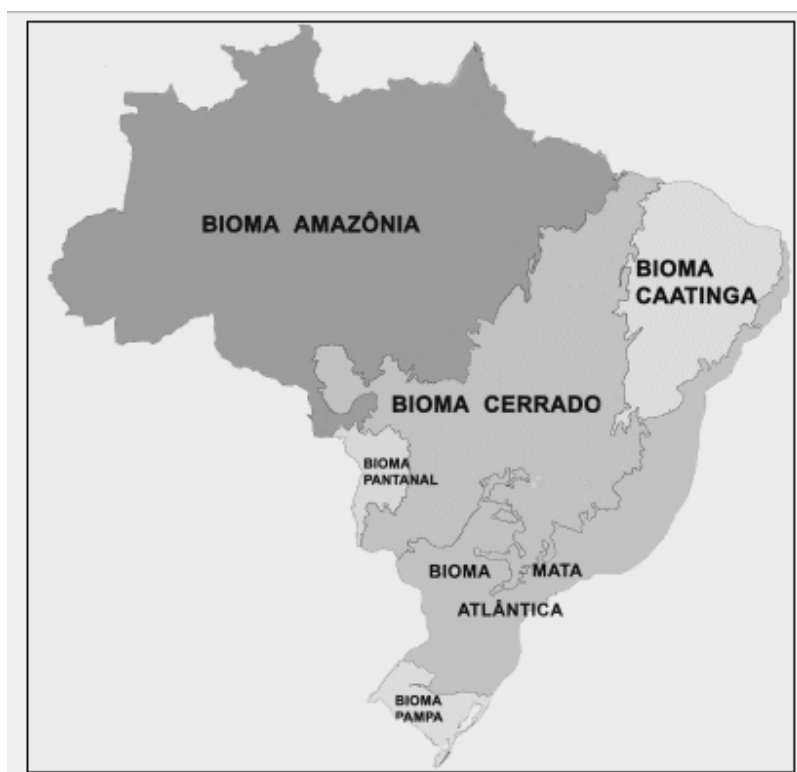 BIOMA AMAZÔNIA
BIOMA
CAATINGA
BIOMA CERRADO
BIOMA
PANTANAL
BIOMA MATA
ATLÂNTICA
BIOMA
PAMPA